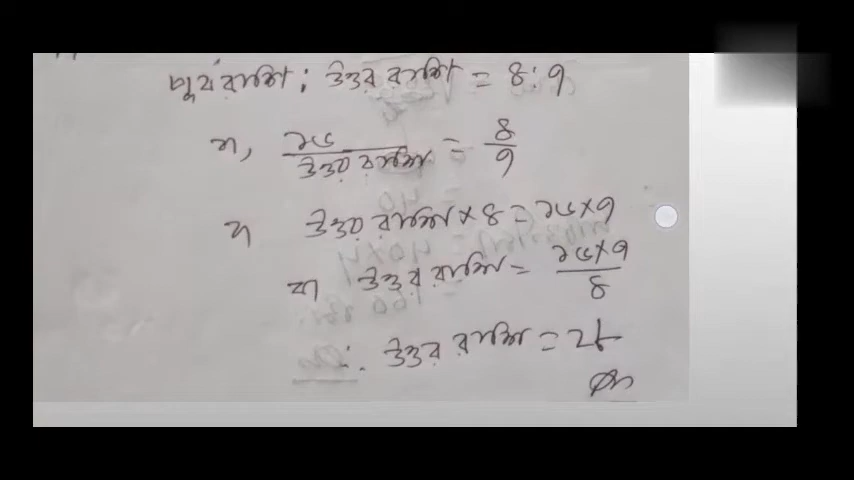 পূর্বরাশি : উত্তর রাশি = ৪:৭
বা, ১৬/উত্তর রাশি = ৪/৭
বা উত্তর রাশি × ৪ = ১৬×৭
বা উত্তর রাশি = ১৬×৭/৪
∴ উত্তর রাশি = ২৮